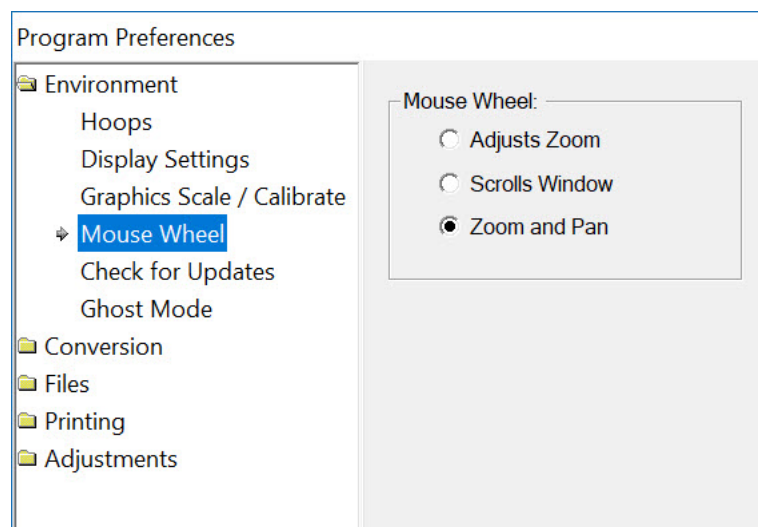 Program Preferences
Environment
Hoops
Display Settings
Graphics Scale / Calibrate
Mouse Wheel
Check for Updates
Ghost Mode
Conversion
Files
Printing
Adjustments
Mouse Wheel:
Adjusts Zoom
Scrolls Window
Zoom and Pan